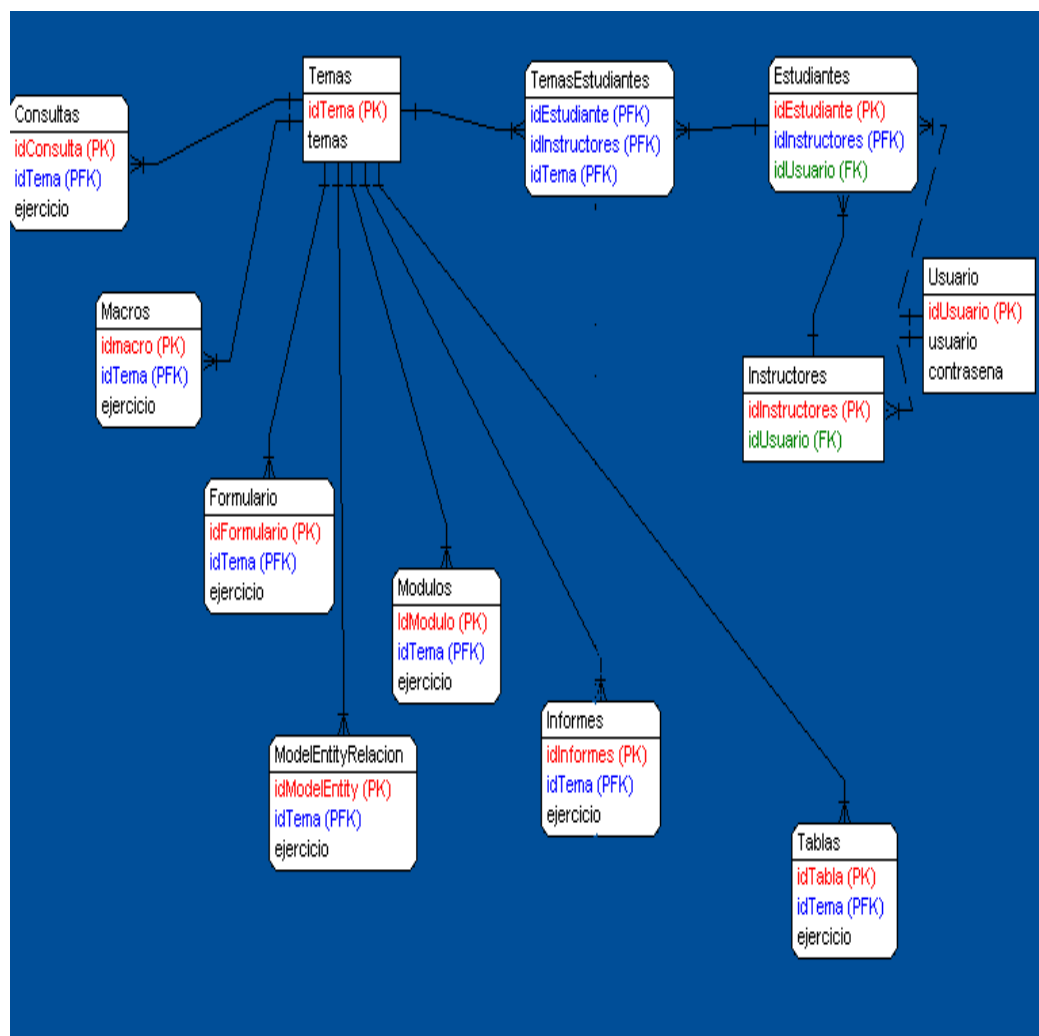 Temas
idTema (PK)
temas
TemasEstudiantes
idEstudiante (PFK)
idInstructores (PFK)
idTema (PFK)
Estudiantes
idEstudiante (PK)
idInstructores (PFK)
idUsuario (FK)
Consultas
idConsulta (PK)
idTema (PFK)
ejercicio
Usuario
idUsuario (PK)
usuario
contrasena
Macros
idmacro (PK)
idTema (PFK)
ejercicio
Instructores
idInstructores (PK)
idUsuario (FK)
Formulario
idFormulario (PK)
idTema (PFK)
ejercicio
Modulos
IdModulo (PK)
idTema (PFK)
ejercicio
Informes
idInformes (PK)
idTema (PFK)
ejercicio
ModelEntityRelacion
idModelEntity (PK)
idTema (PFK)
ejercicio
Tablas
idTabla (PK)
idTema (PFK)
ejercicio